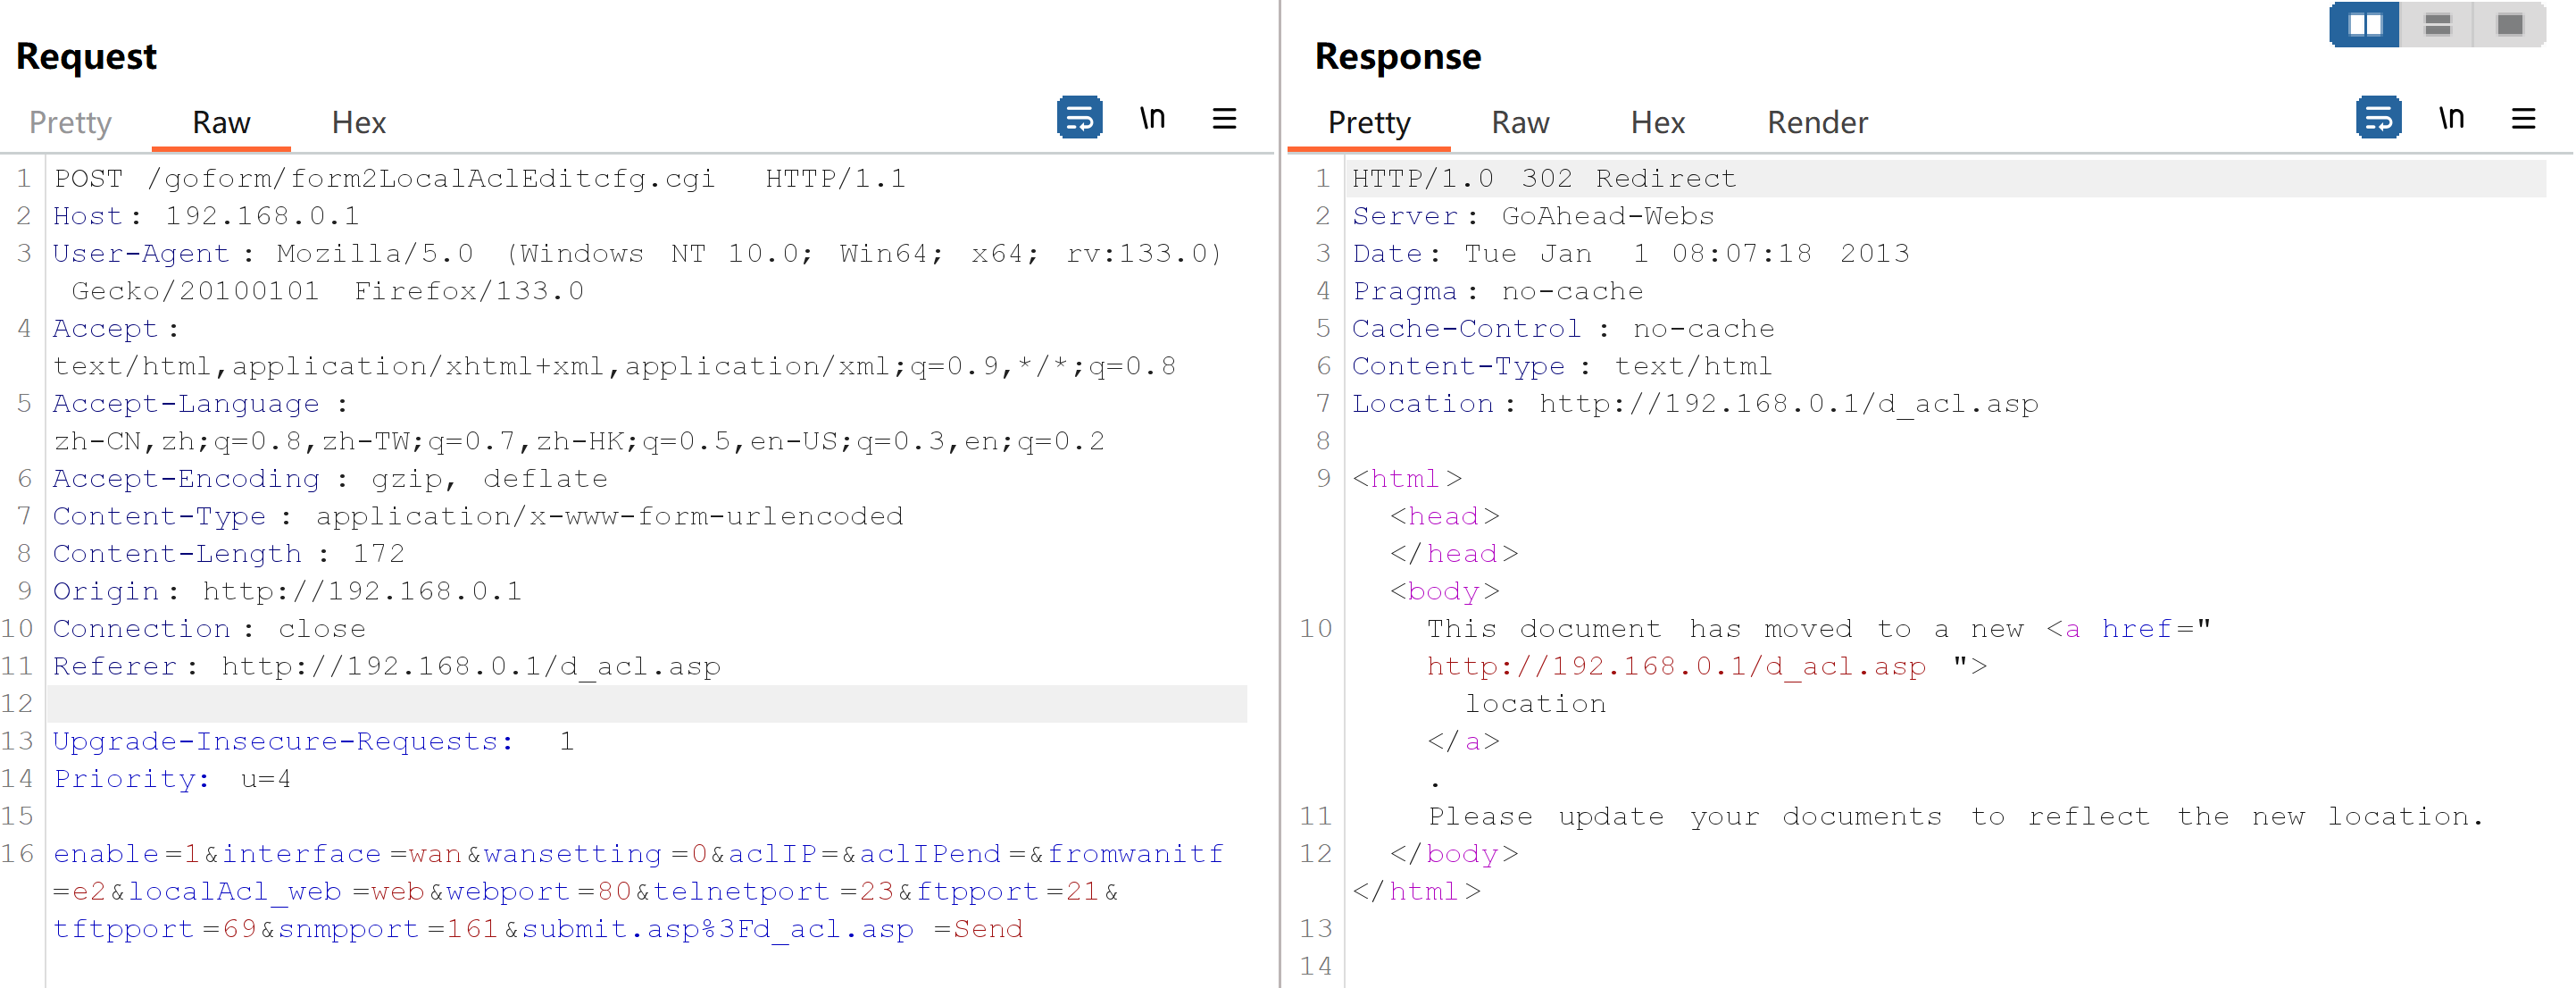 Request
Pretty Raw Hex \n
1 POST /goform/form2LocalAclEditcfg.cgi HTTP/1.1
2 Host: 192.168.0.1
3 User-Agent: Mozilla/5.0 (Windows NT 10.0; Win64; x64; rv:133.0)
Gecko/20100101 Firefox/133.0
4 Accept:
text/html,application/xhtml+xml,application/xml;q=0.9,*/*;q=0.8
5 Accept-Language:
zh-CN,zh;q=0.8,zh-TW;q=0.7,zh-HK;q=0.5,en-US;q=0.3,en;q=0.2
6 Accept-Encoding: gzip, deflate
7 Content-Type: application/x-www-form-urlencoded
8 Content-Length: 172
9 Origin: http://192.168.0.1
10 Connection: close
11 Referer: http://192.168.0.1/d_acl.asp
12
13 Upgrade-Insecure-Requests: 1
14 Priority: u=4
15
16 enable=1&interface=wan&wansetting=0&aclIP=&aclIPend=&fromwanitf
=e2&localAcl_web=web&webport=80&telnetport=23&ftpport=21&
tftpport=69&snmpport=161&submit.asp%3Fd_acl.asp=Send
Response
Pretty Raw Hex Render \n
1 HTTP/1.0 302 Redirect
2 Server: GoAhead-Webs
3 Date: Tue Jan 1 08:07:18 2013
4 Pragma: no-cache
5 Cache-Control: no-cache
6 Content-Type: text/html
7 Location: http://192.168.0.1/d_acl.asp
8
9 <html>
<head>
</head>
<body>
10 This document has moved to a new <a href="
http://192.168.0.1/d_acl.asp">
location
</a>
.
11 Please update your documents to reflect the new location.
12 </body>
</html>
13
14